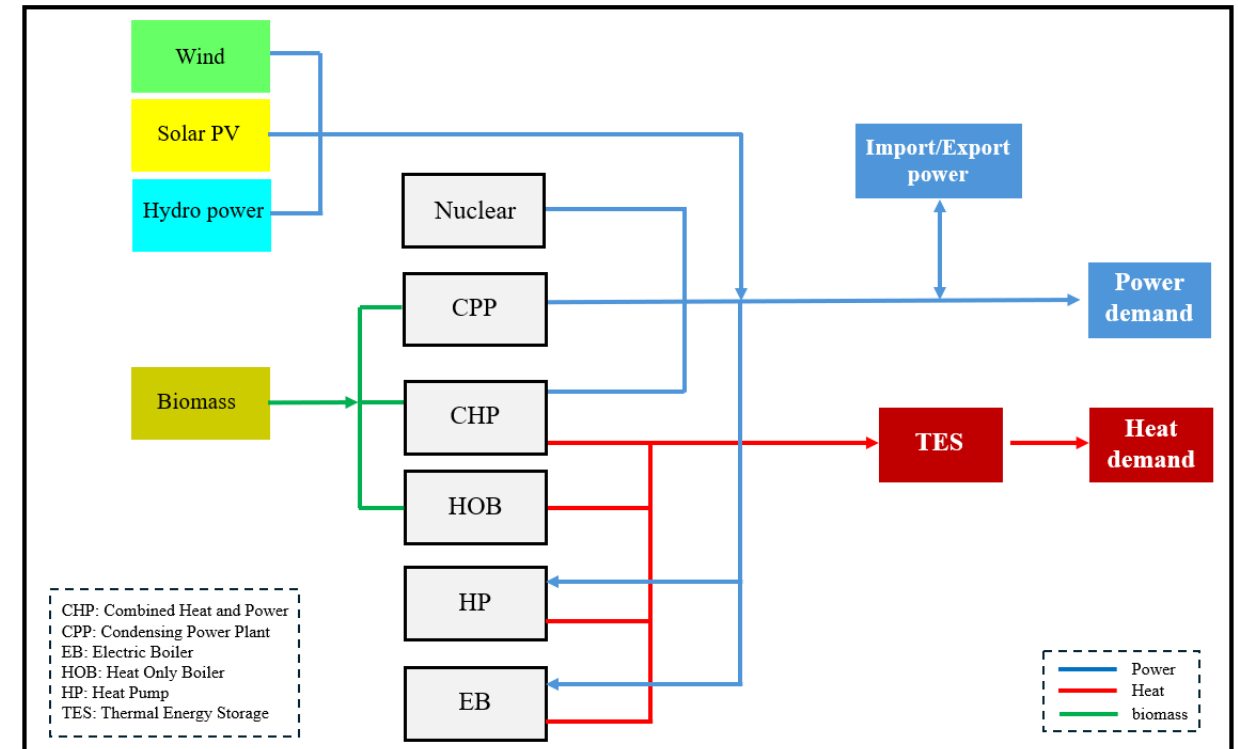 Wind
Solar PV
Hydro power
Import/Export
power
Nuclear
CPP
Power
demand
Biomass
CHP
TES
Heat
demand
HOB
HP
EB
CHP: Combined Heat and Power
CPP: Condensing Power Plant
EB: Electric Boiler
HOB: Heat Only Boiler
HP: Heat Pump
TES: Thermal Energy Storage
Power
Heat
biomass